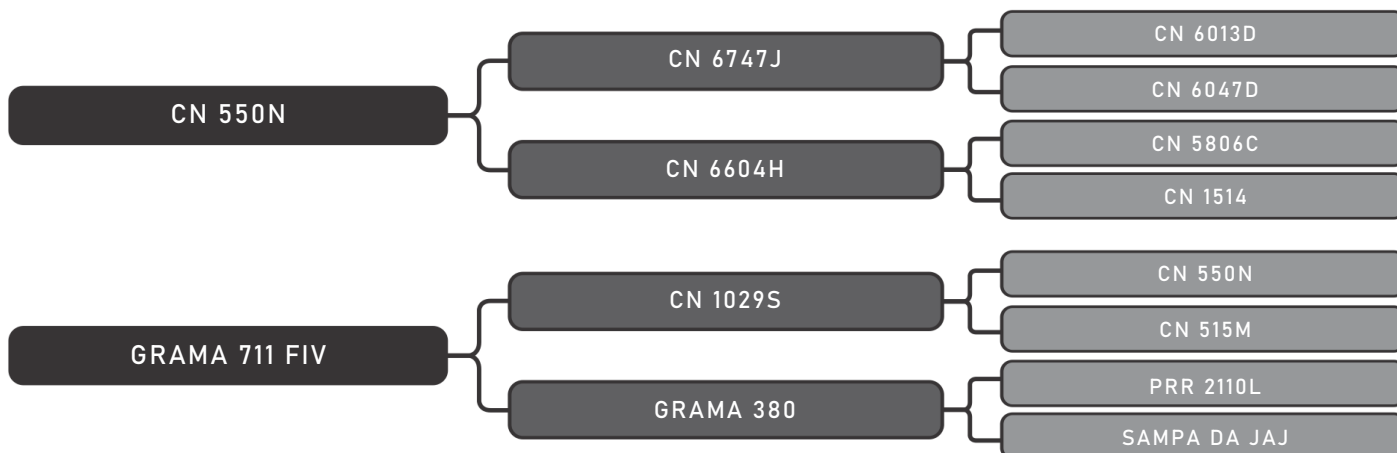 CN 550N
CN 6747J
CN 6013D
CN 6047D
CN 6604H
CN 5806C
CN 1514
GRAMA 711 FIV
CN 1029S
CN 550N
CN 515M
GRAMA 380
PRR 2110L
SAMPA DA JAJ